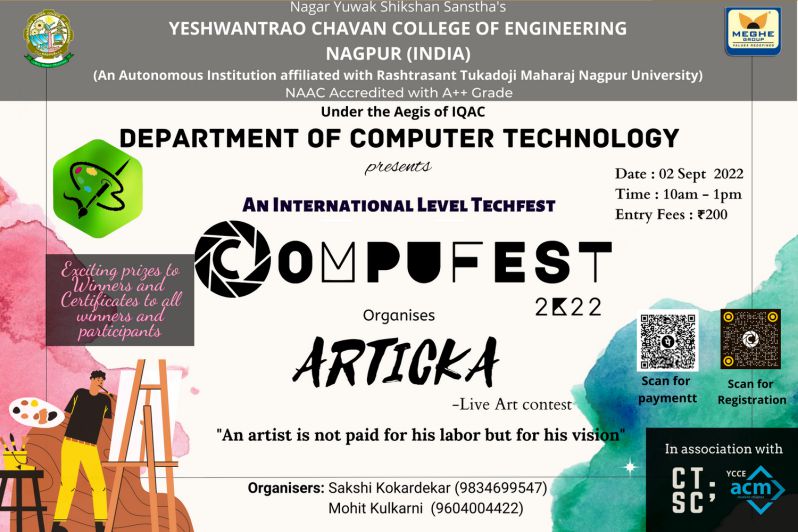 Nagar Yuwak Shikshan Sanstha's
YESHWANTRAO CHAVAN COLLEGE OF ENGINEERING
NAGPUR (INDIA)
(An Autonomous Institution affiliated with Rashtrasant Tukadoji Maharaj Nagpur University)
NAAC Accredited with A++ Grade
MEGHE
GROUP
VALUES REDEFINED
Under the Aegis of IQAC
DEPARTMENT OF COMPUTER TECHNOLOGY
presents
Date : 02 Sept 2022
Time : 10am - 1pm
Entry Fees : ₹200
AN INTERNATIONAL LEVEL TECHFEST
COMPUFEST
2K22
Exciting prizes to
Winners and
Certificates to all
winners and
participants
Organises
ARTICKA
-Live Art contest
Scan for
paymentt
Scan for
Registration
"An artist is not paid for his labor but for his vision"
In association with
CT
SC;
YCCE
acm
Organisers: Sakshi Kokardekar (9834699547)
Mohit Kulkarni (9604004422)